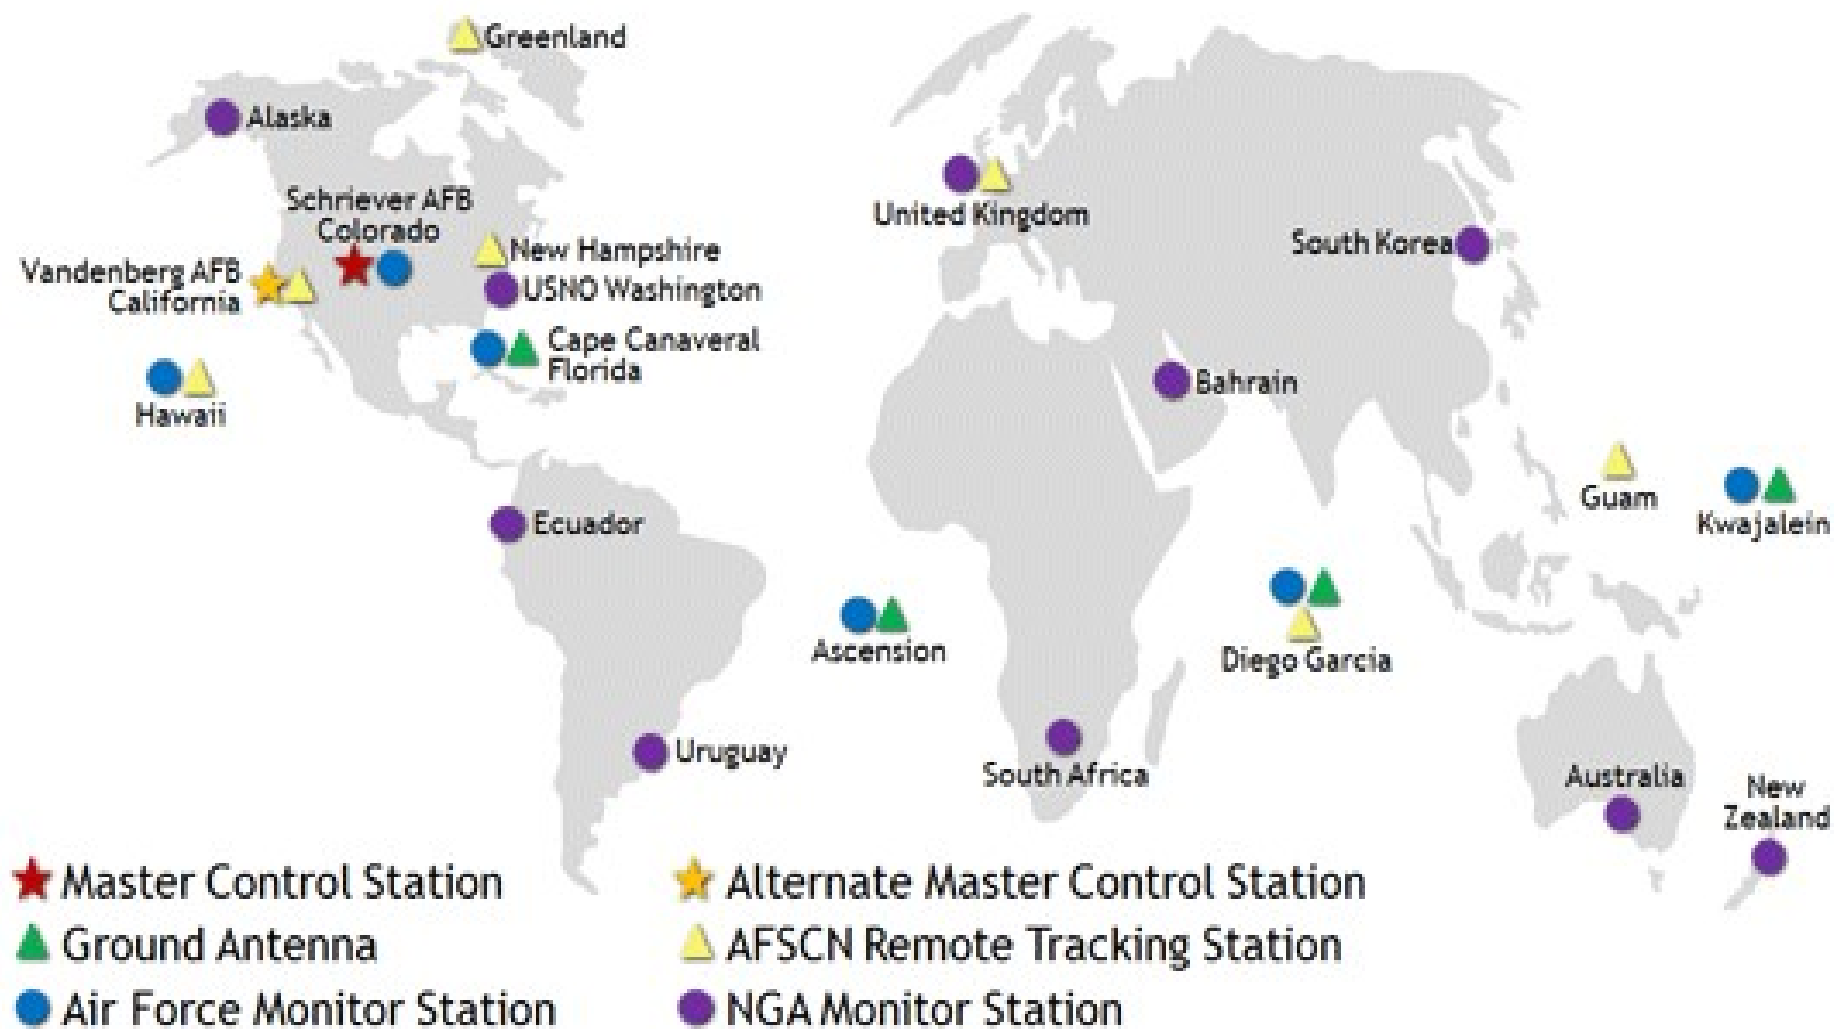 Greenland
Alaska
Schriever AFB
Colorado
Vandenberg AFB
California
New Hampshire
USNO Washington
Cape Canaveral
Florida
Hawaii
United Kingdom
South Korea
Bahrain
Guam
Kwajalein
Ecuador
Ascension
Diego Garcia
Uruguay
South Africa
Australia
New
Zealand
Master Control Station
Alternate Master Control Station
Ground Antenna
AFSCN Remote Tracking Station
Air Force Monitor Station
NGA Monitor Station